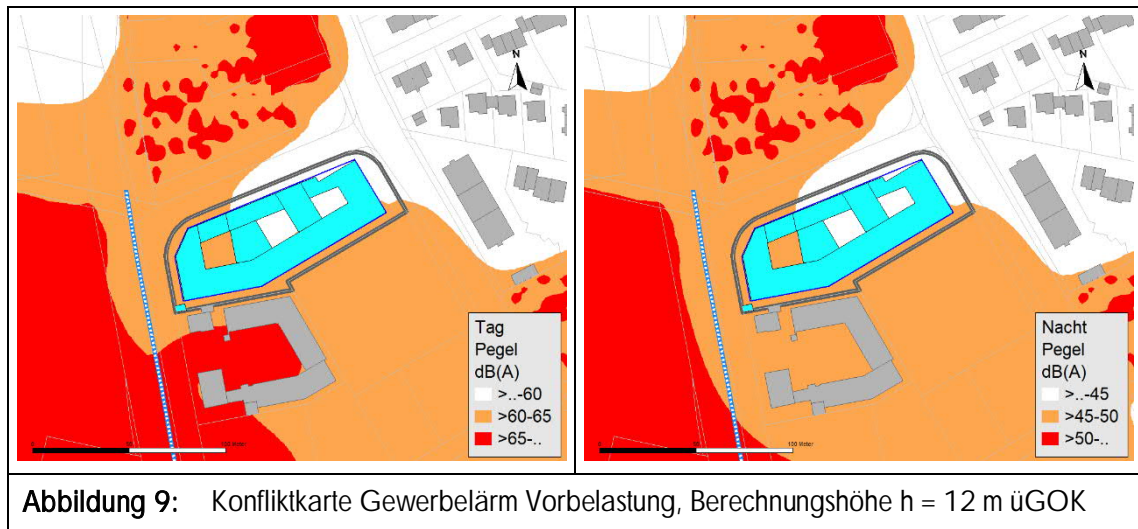 N
Tag
Pegel
dB(A)
>..-60
>60-65
>65-..
N
Nacht
Pegel
dB(A)
>..-45
>45-50
>50-..
Abbildung 9: Konfliktkarte Gewerbelärm Vorbelastung, Berechnungshöhe h = 12 m üGOK